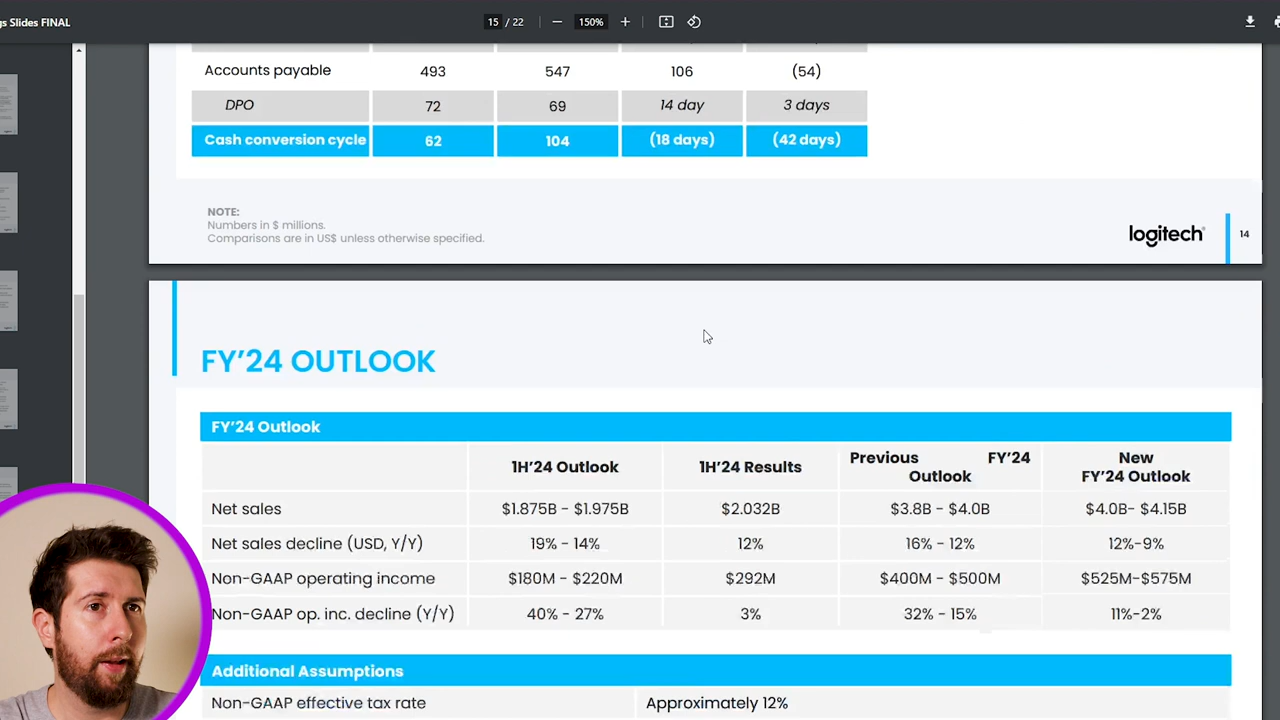 gs Slides FINAL
15 / 22
150%
Accounts payable 493 547 106 (54)
DPO 72 69 14 day 3 days
Cash conversion cycle 62 104 (18 days) (42 days)
NOTE:
Numbers in $ millions.
Comparisons are in US$ unless otherwise specified.
logitech
14
FY’24 OUTLOOK
FY’24 Outlook
1H’24 Outlook 1H’24 Results Previous FY’24 Outlook New FY’24 Outlook
Net sales $1.875B - $1.975B $2.032B $3.8B - $4.0B $4.0B- $4.15B
Net sales decline (USD, Y/Y) 19% - 14% 12% 16% - 12% 12%-9%
Non-GAAP operating income $180M - $220M $292M $400M - $500M $525M-$575M
Non-GAAP op. inc. decline (Y/Y) 40% - 27% 3% 32% - 15% 11%-2%
Additional Assumptions
Non-GAAP effective tax rate Approximately 12%